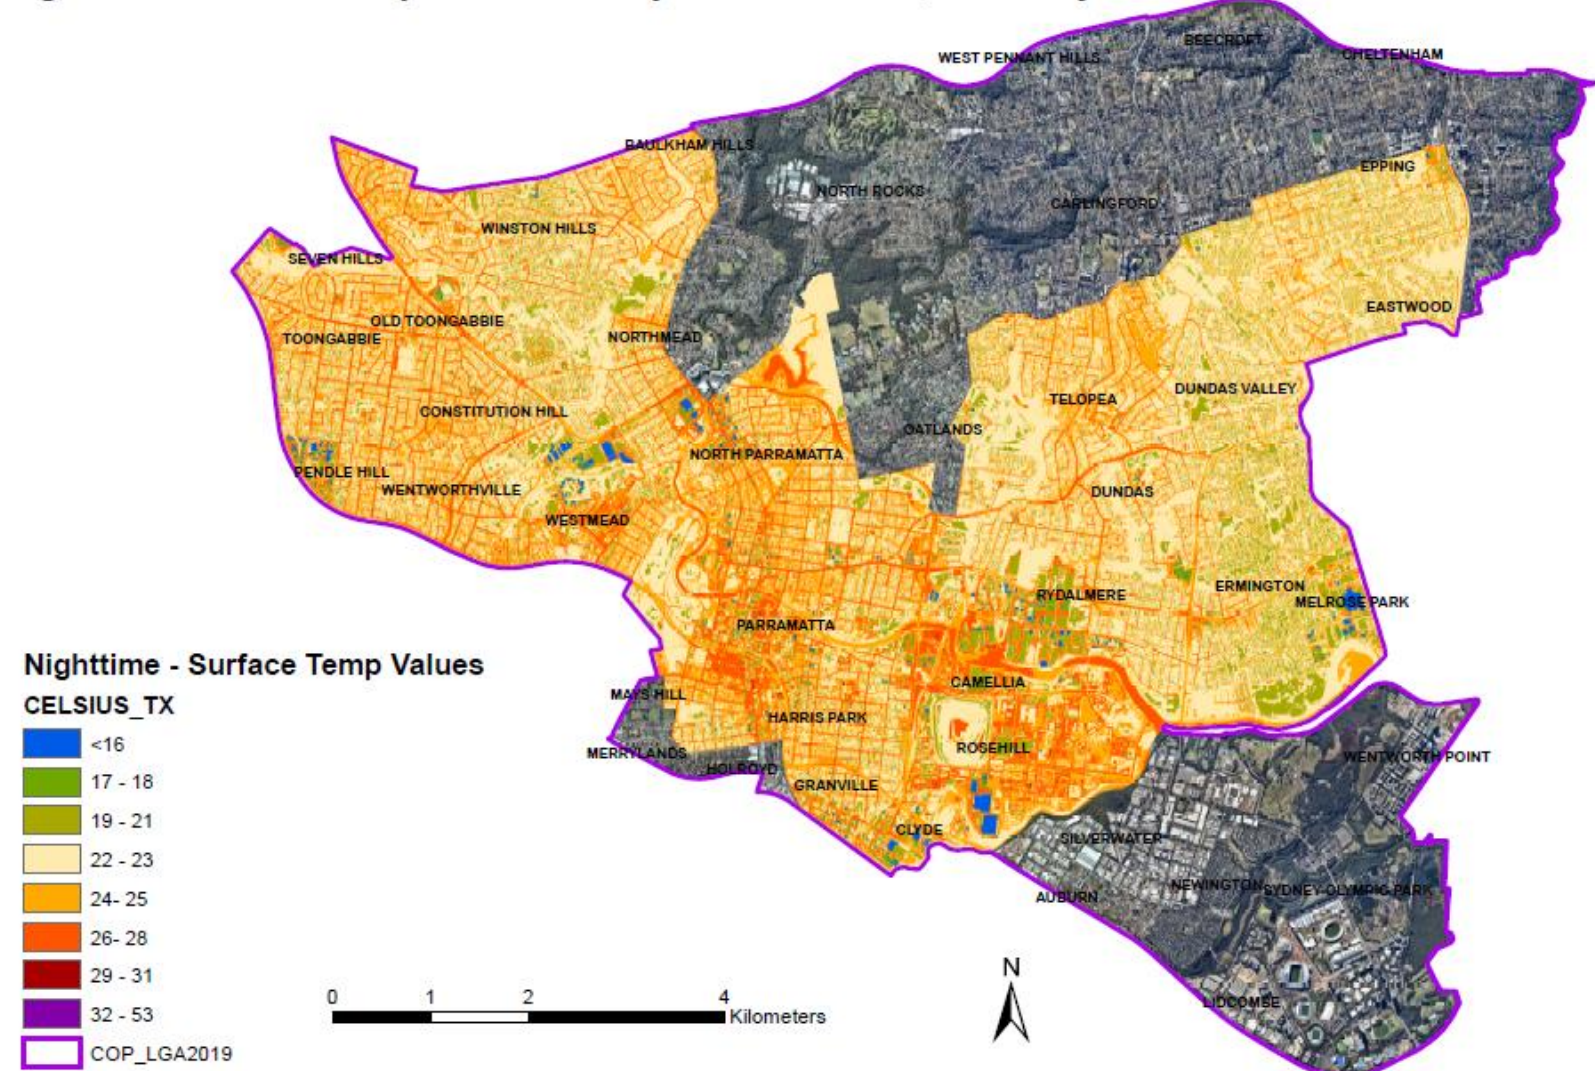 BEECROFT
WEST PENNANT HILLS
CHELTENHAM
BAULKHAM HILLS
EPPING
NORTH ROCKS
CARLINGFORD
WINSTON HILLS
SEVEN HILLS
EASTWOOD
OLD TOONGABBIE
TOONGABBIE
NORTHMEAD
DUNDAS VALLEY
TELOPEA
CONSTITUTION HILL
OATLANDS
NORTH PARRAMATTA
PENDLE HILL
WENTWORTHVILLE
DUNDAS
WESTMEAD
ERMINGTON
RYDALMERE
MELROSE PARK
PARRAMATTA
CAMELLIA
MAYS HILL
HARRIS PARK
ROSEHILL
MERRYLANDS
HOLROYD
WENTWORTH POINT
GRANVILLE
CLYDE
SILVERWATER
NEWINGTON
SYDNEY OLYMPIC PARK
AUBURN
LIDCOMBE
Nighttime - Surface Temp Values
CELSIUS_TX
<16
17 - 18
19 - 21
22 - 23
24- 25
26- 28
29 - 31
32 - 53
COP_LGA2019
0 1 2 4
Kilometers
N